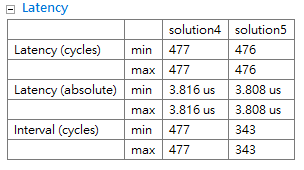 Latency
solution4 solution5
Latency (cycles) min 477 476
max 477 476
Latency (absolute) min 3.816 us 3.808 us
max 3.816 us 3.808 us
Interval (cycles) min 477 343
max 477 343